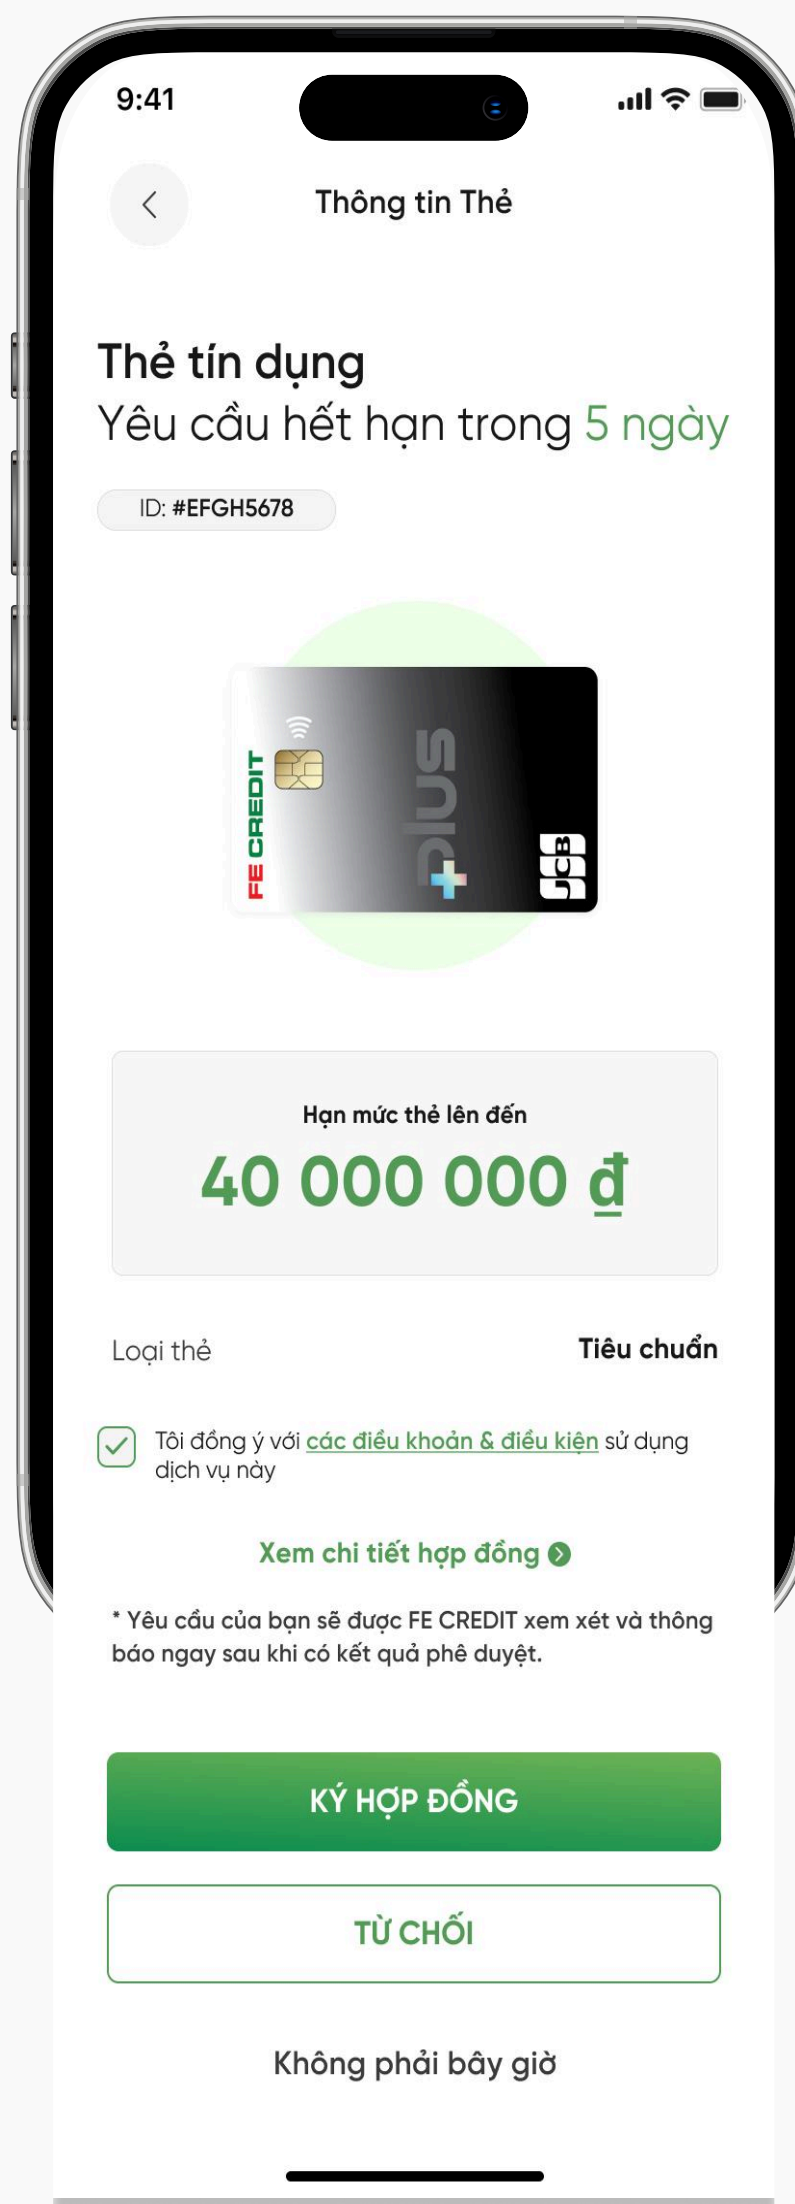 9:41
Thông tin Thẻ
Thẻ tín dụng
Yêu cầu hết hạn trong 5 ngày
ID: #EFGH5678
FE CREDIT
plus
JCB
Hạn mức thẻ lên đến
40 000 000 ₫
Loại thẻ Tiêu chuẩn
Tôi đồng ý với các điều khoản & điều kiện sử dụng
dịch vụ này
Xem chi tiết hợp đồng
* Yêu cầu của bạn sẽ được FE CREDIT xem xét và thông
báo ngay sau khi có kết quả phê duyệt.
KÝ HỢP ĐỒNG
TỪ CHỐI
Không phải bây giờ